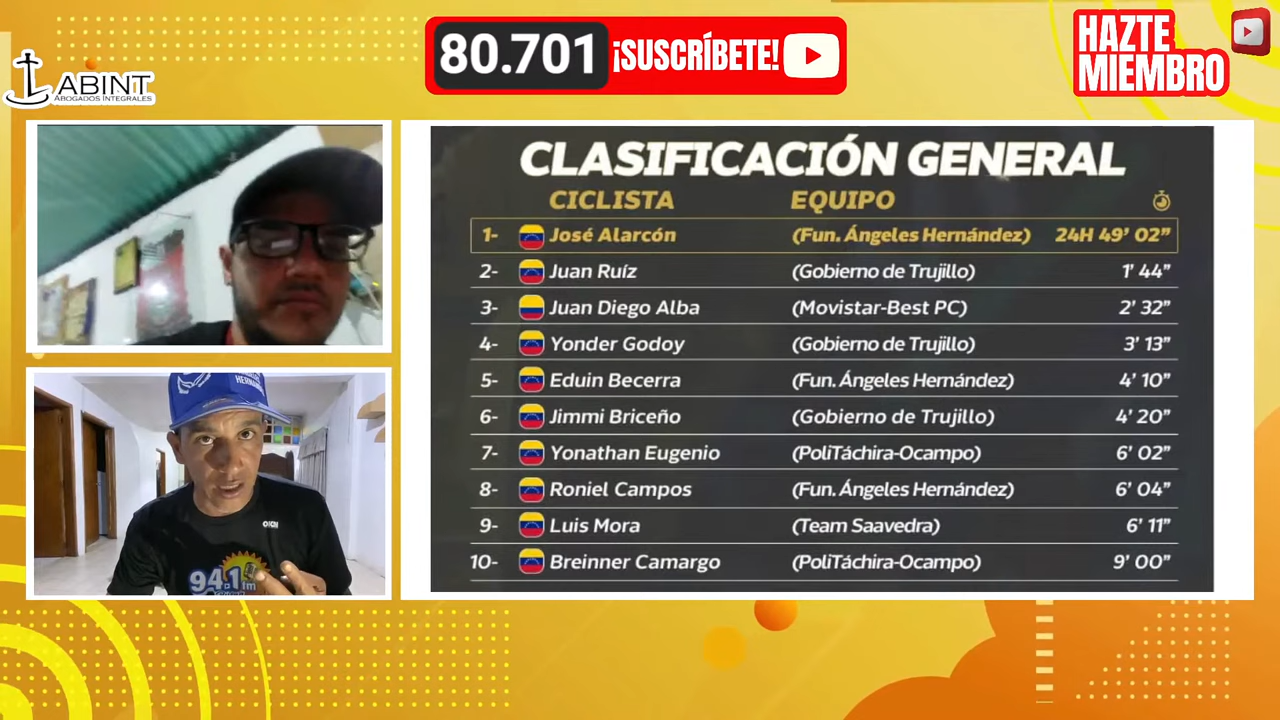 LABINT
ABOGADOS INTEGRALES
80.701 ¡SUSCRÍBETE!
HAZTE
MIEMBRO
CLASIFICACIÓN GENERAL
CICLISTA EQUIPO
1- José Alarcón (Fun. Ángeles Hernández) 24H 49’ 02”
2- Juan Ruíz (Gobierno de Trujillo) 1’ 44”
3- Juan Diego Alba (Movistar-Best PC) 2’ 32”
4- Yonder Godoy (Gobierno de Trujillo) 3’ 13”
5- Eduin Becerra (Fun. Ángeles Hernández) 4’ 10”
6- Jimmi Briceño (Gobierno de Trujillo) 4’ 20”
7- Yonathan Eugenio (PoliTáchira-Ocampo) 6’ 02”
8- Roniel Campos (Fun. Ángeles Hernández) 6’ 04”
9- Luis Mora (Team Saavedra) 6’ 11”
10- Breinner Camargo (PoliTáchira-Ocampo) 9’ 00”
94.1 fm